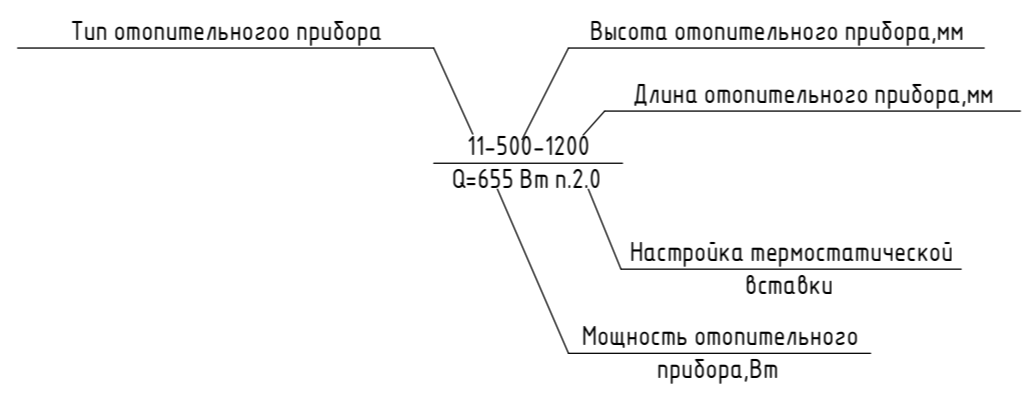 Тип отопительногоо прибора
Высота отопительного прибора,мм
Длина отопительного прибора,мм
11-500-1200
Q=655 Вт п.2.0
Настройка термостатической
вставки
Мощность отопительного
прибора,Вт